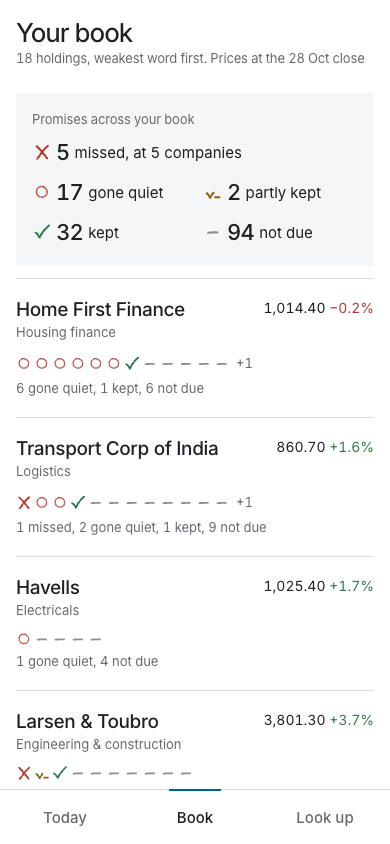 Your book
18 holdings, weakest word first. Prices at the 28 Oct close
Promises across your book
5 missed, at 5 companies
17 gone quiet
2 partly kept
32 kept
94 not due
Home First Finance
1,014.40 −0.2%
Housing finance
+1
6 gone quiet, 1 kept, 6 not due
Transport Corp of India
860.70 +1.6%
Logistics
+1
1 missed, 2 gone quiet, 1 kept, 9 not due
Havells
1,025.40 +1.7%
Electricals
1 gone quiet, 4 not due
Larsen & Toubro
3,801.30 +3.7%
Engineering & construction
Today
Book
Look up